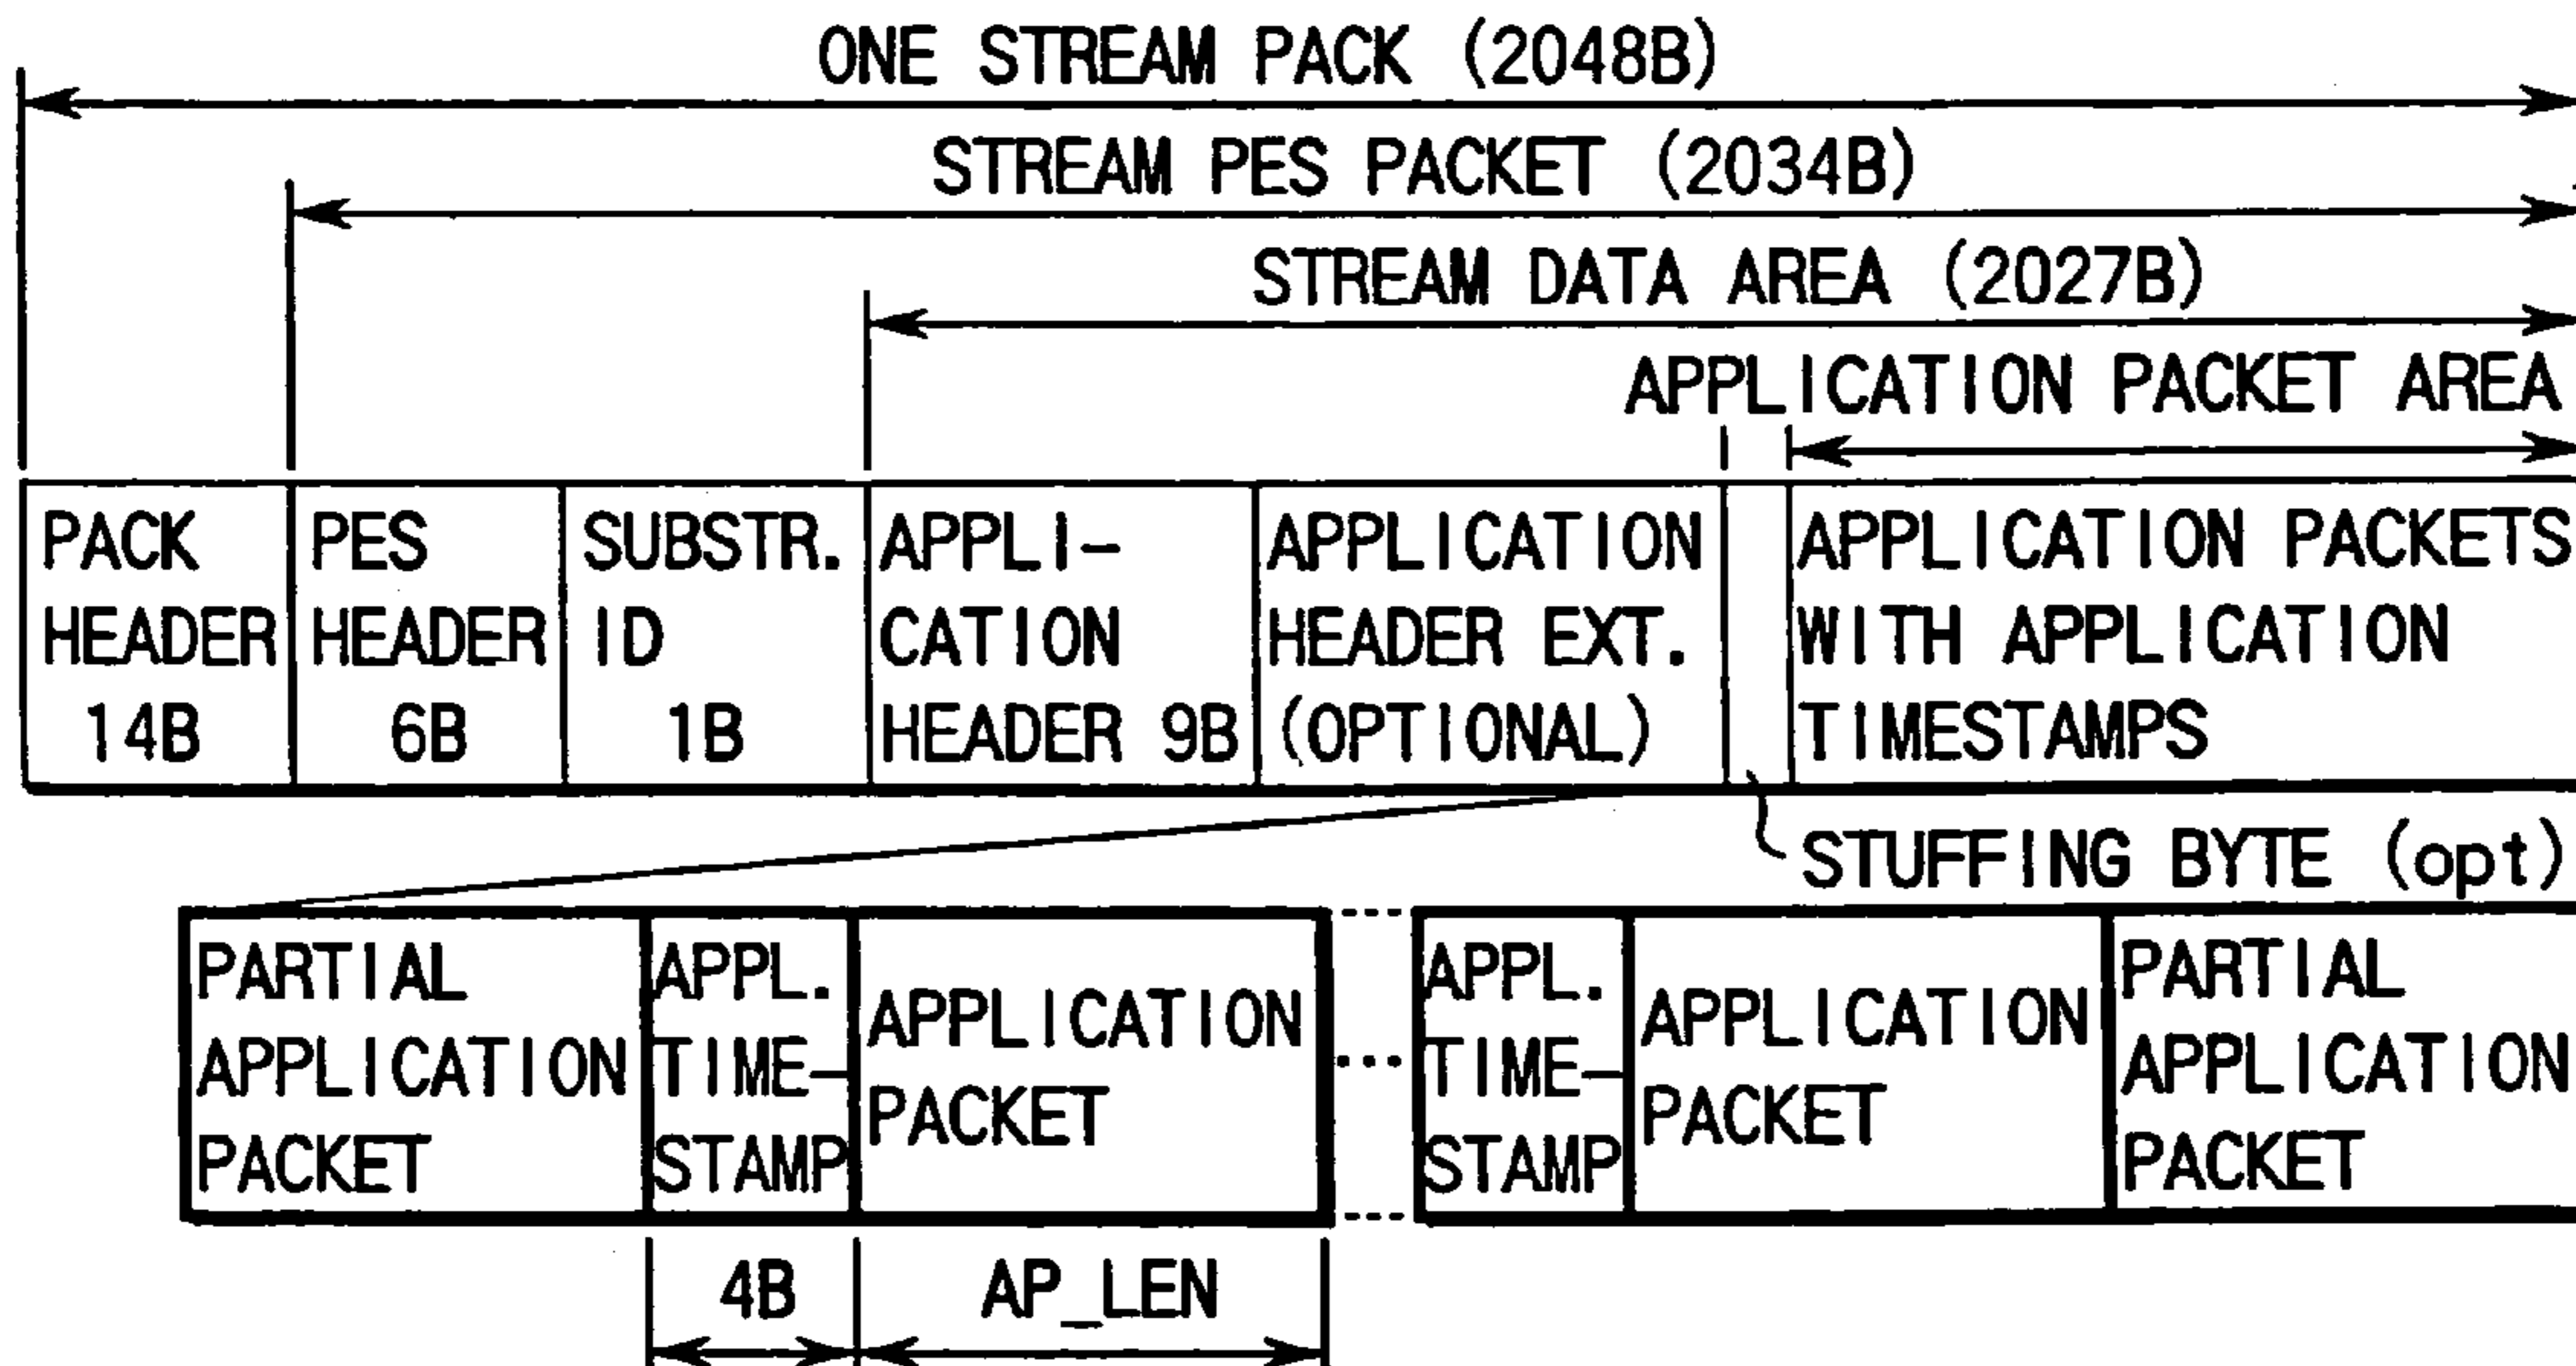 ONE STREAM PACK (2048B)
STREAM PES PACKET (2034B)
STREAM DATA AREA (2027B)
APPLICATION PACKET AREA
PACK
HEADER
14B
PES
HEADER
6B
SUBSTR.
ID
1B
APPLI-
CATION
HEADER 9B
APPLICATION
HEADER EXT.
(OPTIONAL)
APPLICATION PACKETS
WITH APPLICATION
TIMESTAMPS
STUFFING BYTE (opt)
PARTIAL
APPLICATION
PACKET
APPL.
TIME-
STAMP
APPLICATION
PACKET
...
APPL.
TIME-
STAMP
APPLICATION
PACKET
PARTIAL
APPLICATION
PACKET
4B
AP_LEN